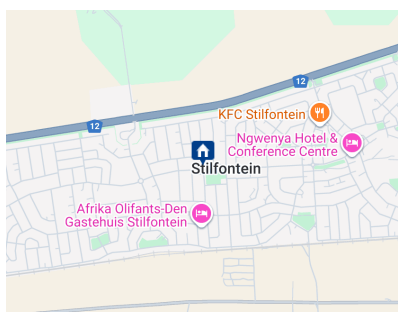 12
KFC Stilfontein
12
Ngwenya Hotel &
Conference Centre
Stilfontein
Afrika Olifants-Den
Gastehuis Stilfontein